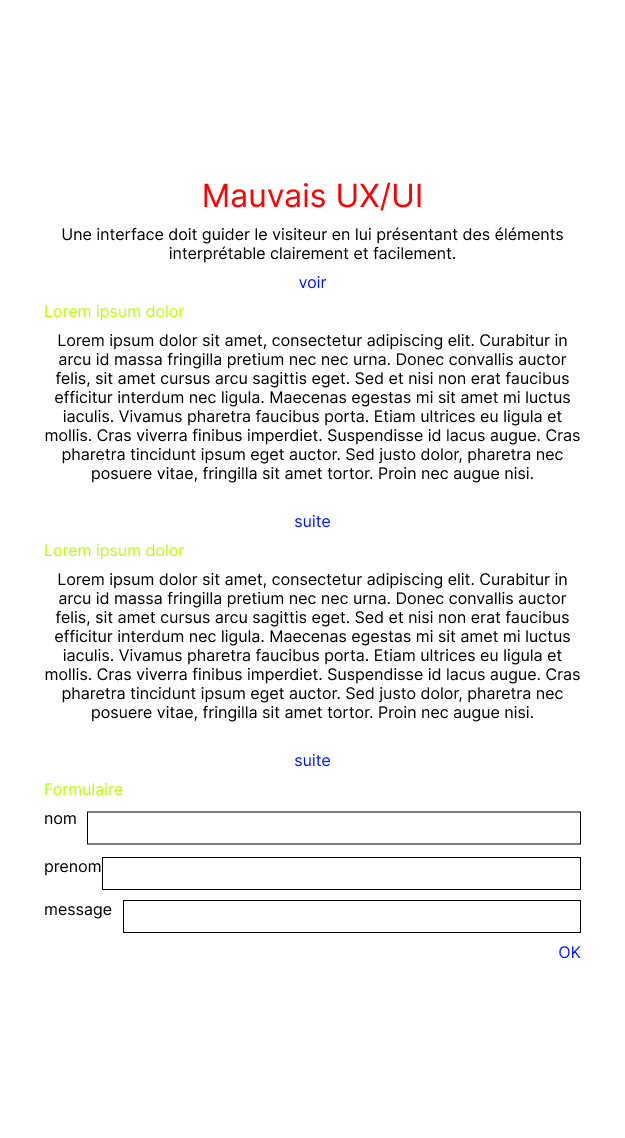 Mauvais UX/UI
Une interface doit guider le visiteur en lui présentant des éléments
interprétable clairement et facilement.
voir
Lorem ipsum dolor
Lorem ipsum dolor sit amet, consectetur adipiscing elit. Curabitur in
arcu id massa fringilla pretium nec nec urna. Donec convallis auctor
felis, sit amet cursus arcu sagittis eget. Sed et nisi non erat faucibus
efficitur interdum nec ligula. Maecenas egestas mi sit amet mi luctus
iaculis. Vivamus pharetra faucibus porta. Etiam ultrices eu ligula et
mollis. Cras viverra finibus imperdiet. Suspendisse id lacus augue. Cras
pharetra tincidunt ipsum eget auctor. Sed justo dolor, pharetra nec
posuere vitae, fringilla sit amet tortor. Proin nec augue nisi.
suite
Lorem ipsum dolor
Lorem ipsum dolor sit amet, consectetur adipiscing elit. Curabitur in
arcu id massa fringilla pretium nec nec urna. Donec convallis auctor
felis, sit amet cursus arcu sagittis eget. Sed et nisi non erat faucibus
efficitur interdum nec ligula. Maecenas egestas mi sit amet mi luctus
iaculis. Vivamus pharetra faucibus porta. Etiam ultrices eu ligula et
mollis. Cras viverra finibus imperdiet. Suspendisse id lacus augue. Cras
pharetra tincidunt ipsum eget auctor. Sed justo dolor, pharetra nec
posuere vitae, fringilla sit amet tortor. Proin nec augue nisi.
suite
Formulaire
nom
prenom
message
OK